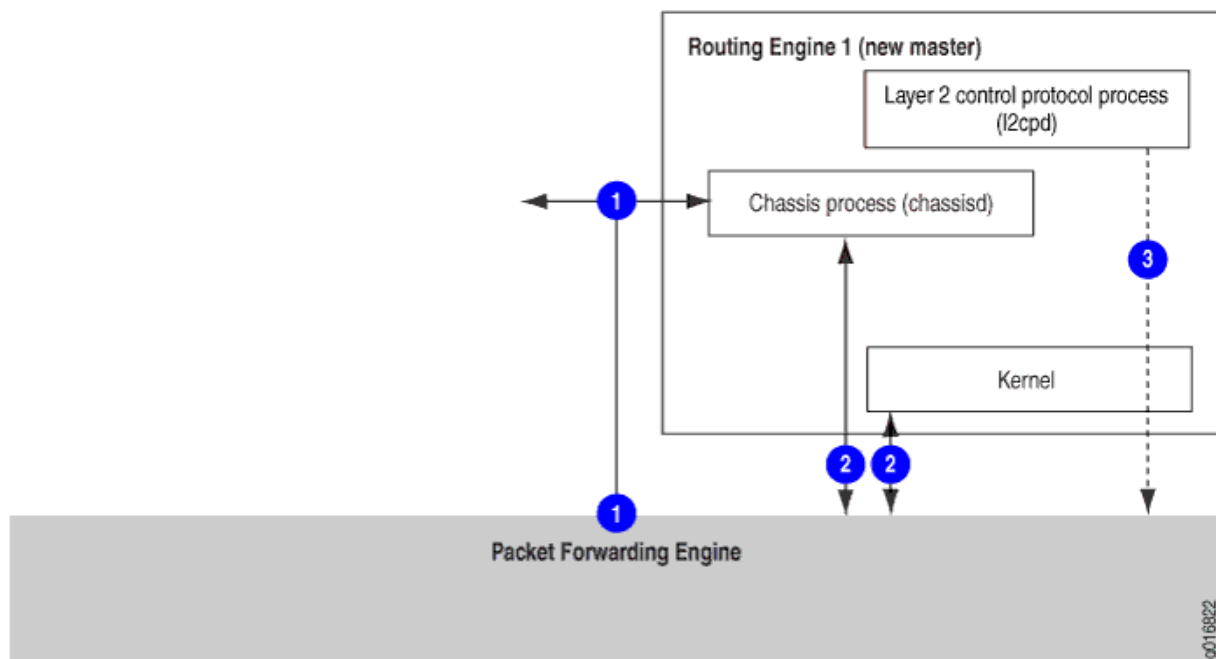 Routing Engine 1 (new master)
Layer 2 control protocol process
(l2cpd)
1
Chassis process (chassisd)
3
Kernel
2
2
1
Packet Forwarding Engine
g016822